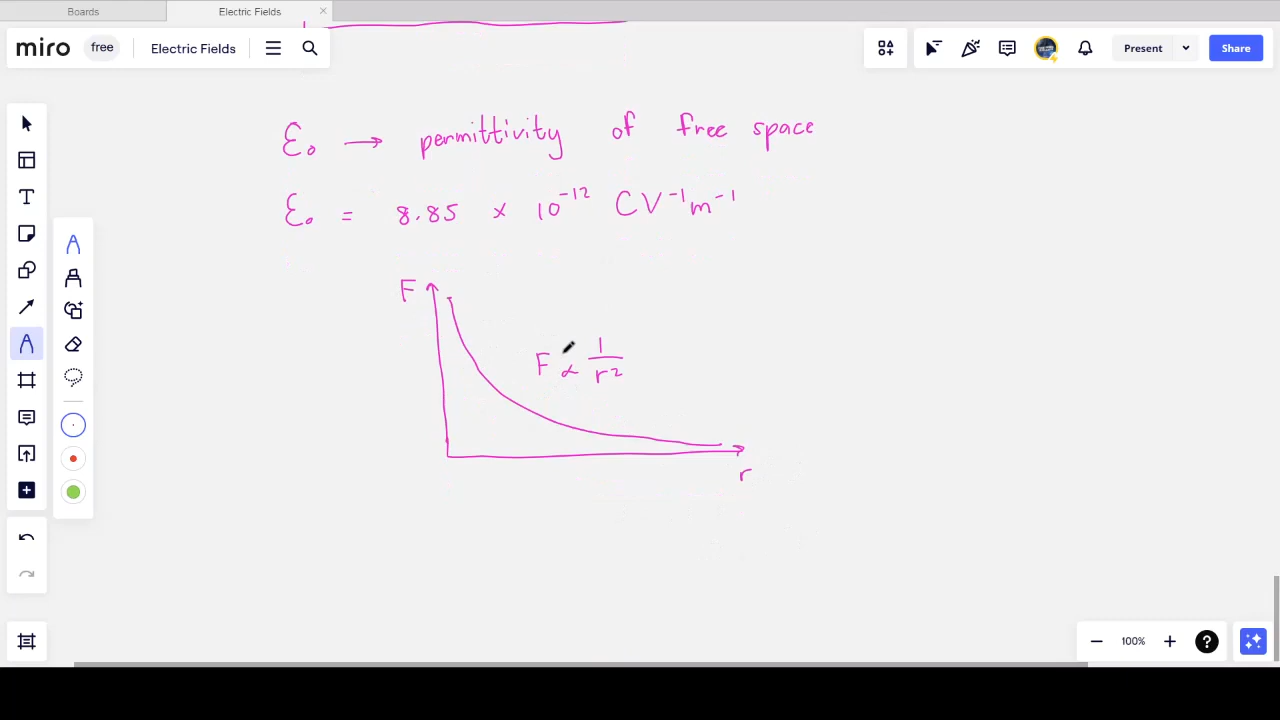 Boards
Electric Fields
miro free Electric Fields
Present
Share
ε₀ → permittivity of free space
ε₀ = 8.85 × 10⁻¹² CV⁻¹m⁻¹
F
F ∝ 1/r²
r
100%
?